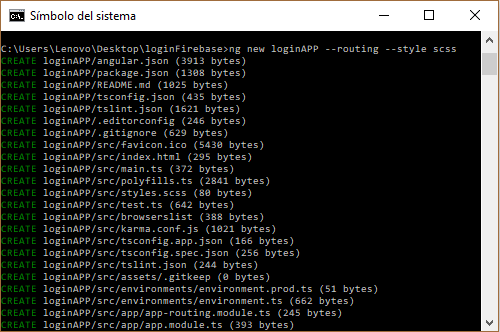 Símbolo del sistema
C:\Users\Lenovo\Desktop\loginFirebase>ng new loginAPP --routing --style scss
CREATE loginAPP/angular.json (3913 bytes)
CREATE loginAPP/package.json (1308 bytes)
CREATE loginAPP/README.md (1025 bytes)
CREATE loginAPP/tsconfig.json (435 bytes)
CREATE loginAPP/tslint.json (1621 bytes)
CREATE loginAPP/.editorconfig (246 bytes)
CREATE loginAPP/.gitignore (629 bytes)
CREATE loginAPP/src/favicon.ico (5430 bytes)
CREATE loginAPP/src/index.html (295 bytes)
CREATE loginAPP/src/main.ts (372 bytes)
CREATE loginAPP/src/polyfills.ts (2841 bytes)
CREATE loginAPP/src/styles.scss (80 bytes)
CREATE loginAPP/src/test.ts (642 bytes)
CREATE loginAPP/src/browserslist (388 bytes)
CREATE loginAPP/src/karma.conf.js (1021 bytes)
CREATE loginAPP/src/tsconfig.app.json (166 bytes)
CREATE loginAPP/src/tsconfig.spec.json (256 bytes)
CREATE loginAPP/src/tslint.json (244 bytes)
CREATE loginAPP/src/assets/.gitkeep (0 bytes)
CREATE loginAPP/src/environments/environment.prod.ts (51 bytes)
CREATE loginAPP/src/environments/environment.ts (662 bytes)
CREATE loginAPP/src/app/app-routing.module.ts (245 bytes)
CREATE loginAPP/src/app/app.module.ts (393 bytes)